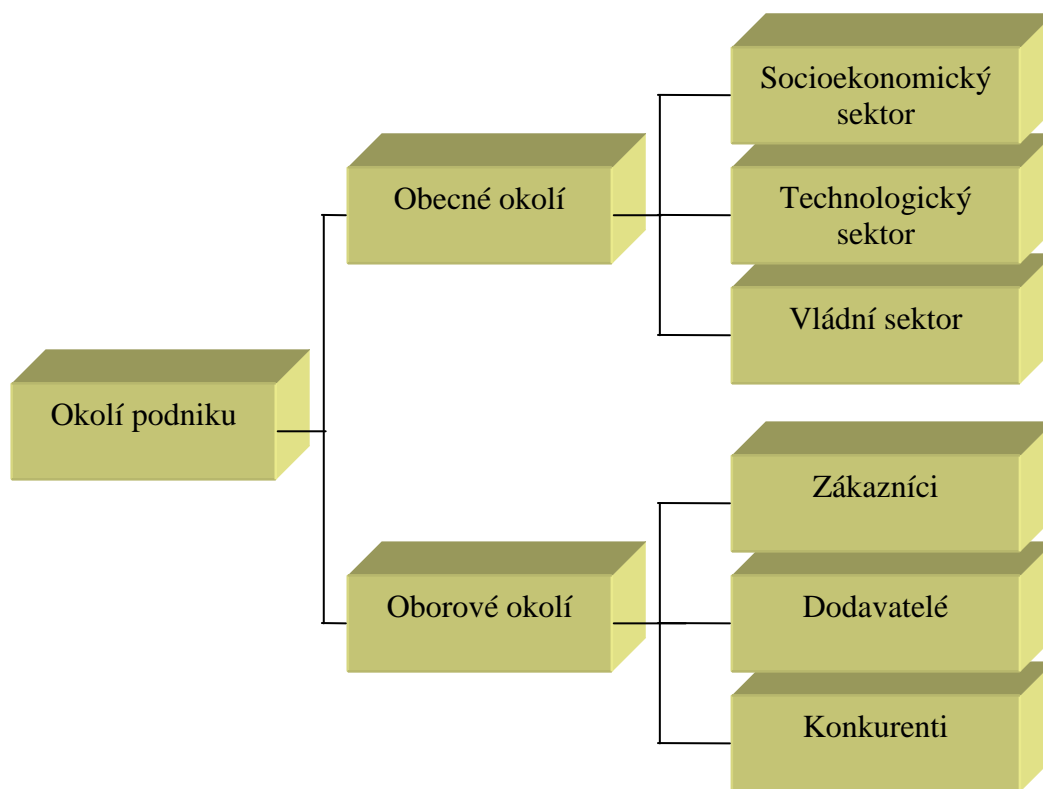 Okolí podniku
Obecné okolí
Socioekonomický
sektor
Technologický
sektor
Vládní sektor
Oborové okolí
Zákazníci
Dodavatelé
Konkurenti